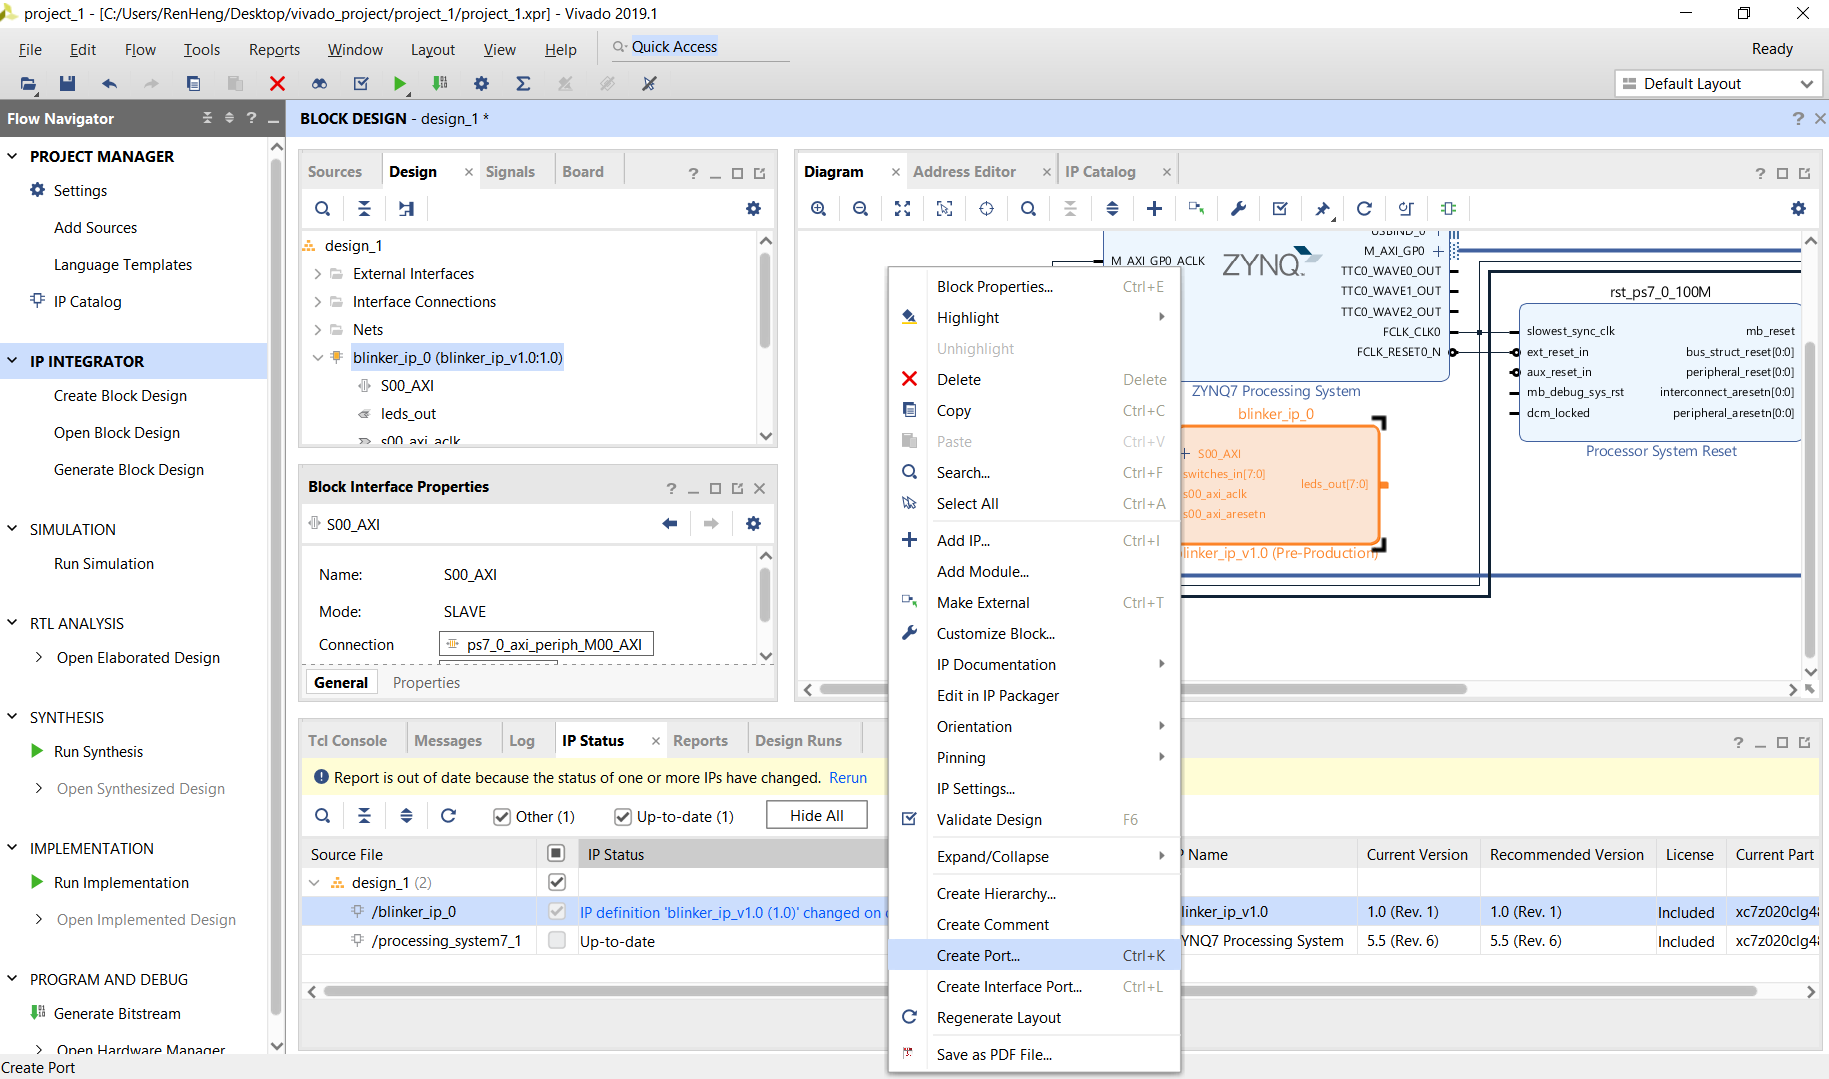 project_1 - [C:/Users/RenHeng/Desktop/vivado_project/project_1/project_1.xpr] - Vivado 2019.1
File Edit Flow Tools Reports Window Layout View Help Quick Access Ready
Default Layout
Flow Navigator
PROJECT MANAGER
Settings
Add Sources
Language Templates
IP Catalog
IP INTEGRATOR
Create Block Design
Open Block Design
Generate Block Design
SIMULATION
Run Simulation
RTL ANALYSIS
Open Elaborated Design
SYNTHESIS
Run Synthesis
Open Synthesized Design
IMPLEMENTATION
Run Implementation
Open Implemented Design
PROGRAM AND DEBUG
Generate Bitstream
Open Hardware Manager
Create Port
BLOCK DESIGN - design_1 *
Sources Design Signals Board
design_1
External Interfaces
Interface Connections
Nets
blinker_ip_0 (blinker_ip_v1.0:1.0)
S00_AXI
leds_out
s00_axi_aclk
Block Interface Properties
S00_AXI
Name: S00_AXI
Mode: SLAVE
Connection ps7_0_axi_periph_M00_AXI
General Properties
Diagram Address Editor IP Catalog
USBIND_0
M_AXI_GP0
M_AXI_GP0_ACLK
ZYNQ
TTC0_WAVE0_OUT
TTC0_WAVE1_OUT
TTC0_WAVE2_OUT
FCLK_CLK0
FCLK_RESET0_N
ZYNQ7 Processing System
rst_ps7_0_100M
slowest_sync_clk mb_reset
ext_reset_in bus_struct_reset[0:0]
aux_reset_in peripheral_reset[0:0]
mb_debug_sys_rst interconnect_aresetn[0:0]
dcm_locked peripheral_aresetn[0:0]
Processor System Reset
blinker_ip_0
S00_AXI
switches_in[7:0]
s00_axi_aclk
s00_axi_aresetn
leds_out[7:0]
linker_ip_v1.0 (Pre-Production)
Block Properties... Ctrl+E
Highlight
Unhighlight
Delete Delete
Copy Ctrl+C
Paste Ctrl+V
Search... Ctrl+F
Select All Ctrl+A
Add IP... Ctrl+I
Add Module...
Make External Ctrl+T
Customize Block...
IP Documentation
Edit in IP Packager
Orientation
Pinning
IP Settings...
Validate Design F6
Expand/Collapse
Create Hierarchy...
Create Comment
Create Port... Ctrl+K
Create Interface Port... Ctrl+L
Regenerate Layout
Save as PDF File...
Tcl Console Messages Log IP Status Reports Design Runs
Report is out of date because the status of one or more IPs have changed. Rerun
Other (1) Up-to-date (1) Hide All
Source File IP Status P Name Current Version Recommended Version License Current Part
design_1 (2)
/blinker_ip_0 IP definition 'blinker_ip_v1.0 (1.0)' changed on linker_ip_v1.0 1.0 (Rev. 1) 1.0 (Rev. 1) Included xc7z020clg4
/processing_system7_1 Up-to-date YNQ7 Processing System 5.5 (Rev. 6) 5.5 (Rev. 6) Included xc7z020clg4